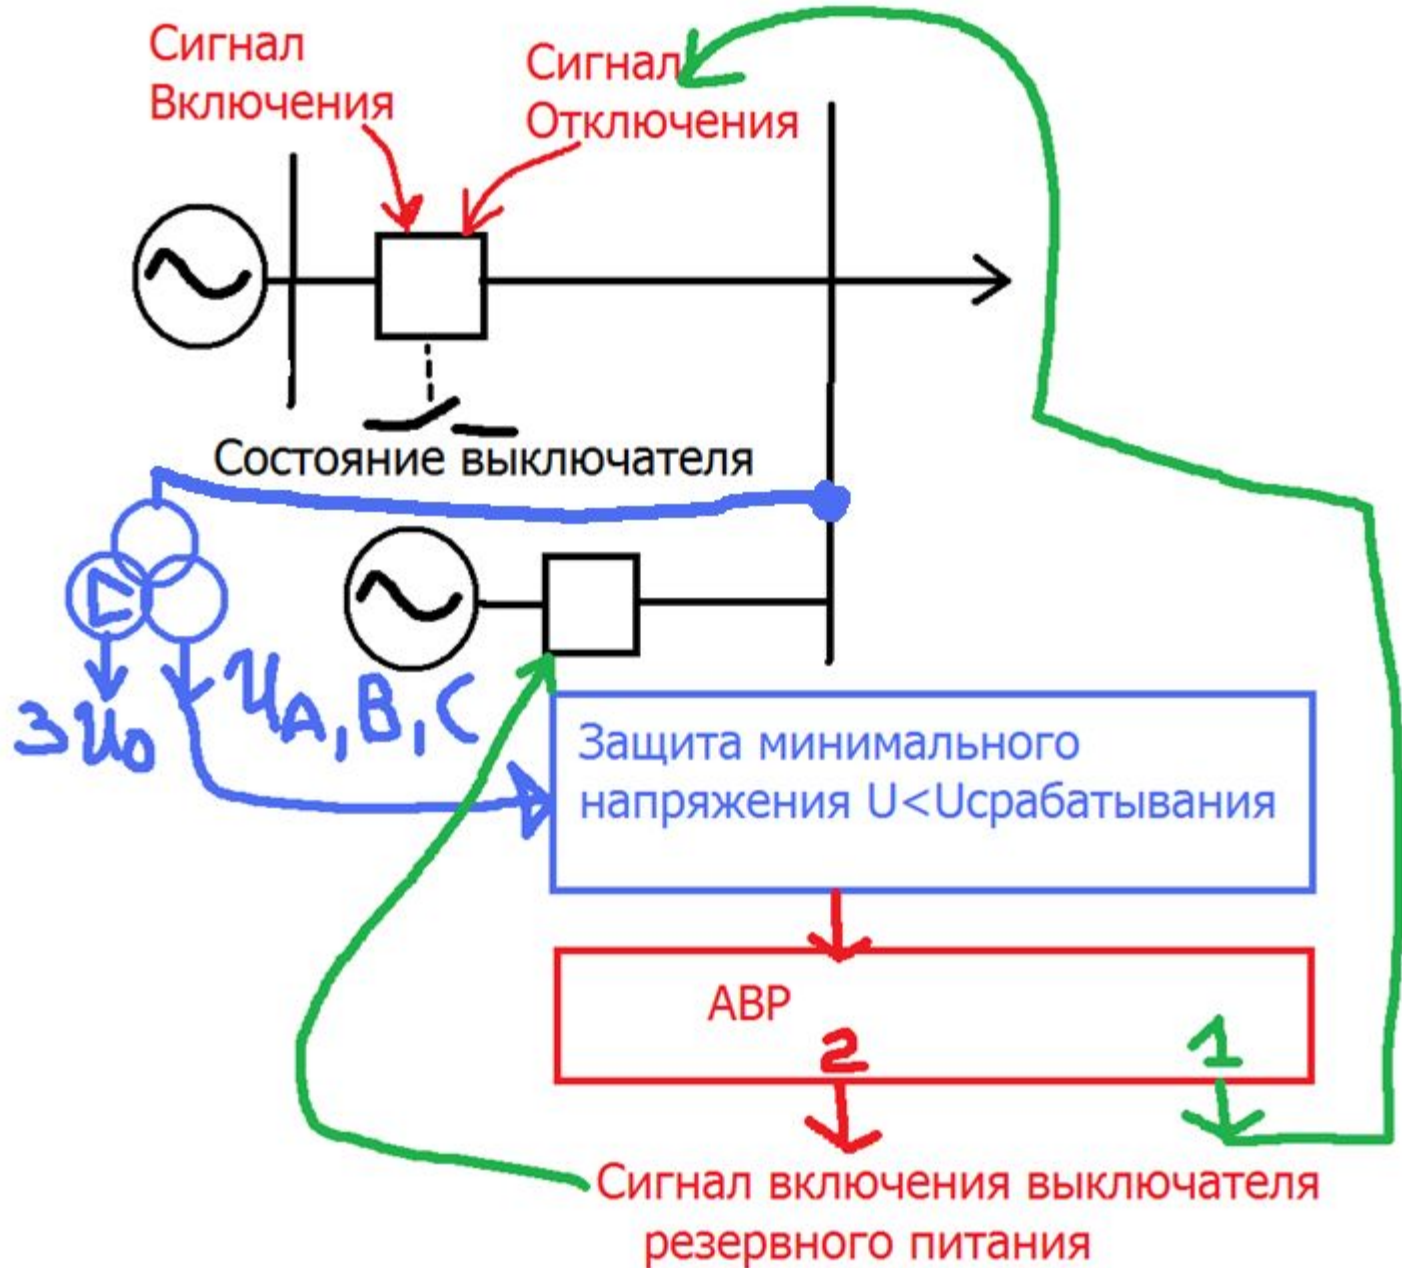 Сигнал
Включения
Сигнал
Отключения
Состояние выключателя
3U0
UA,B,C
Защита минимального
напряжения U<Uсрабатывания
АВР
2
1
Сигнал включения выключателя
резервного питания